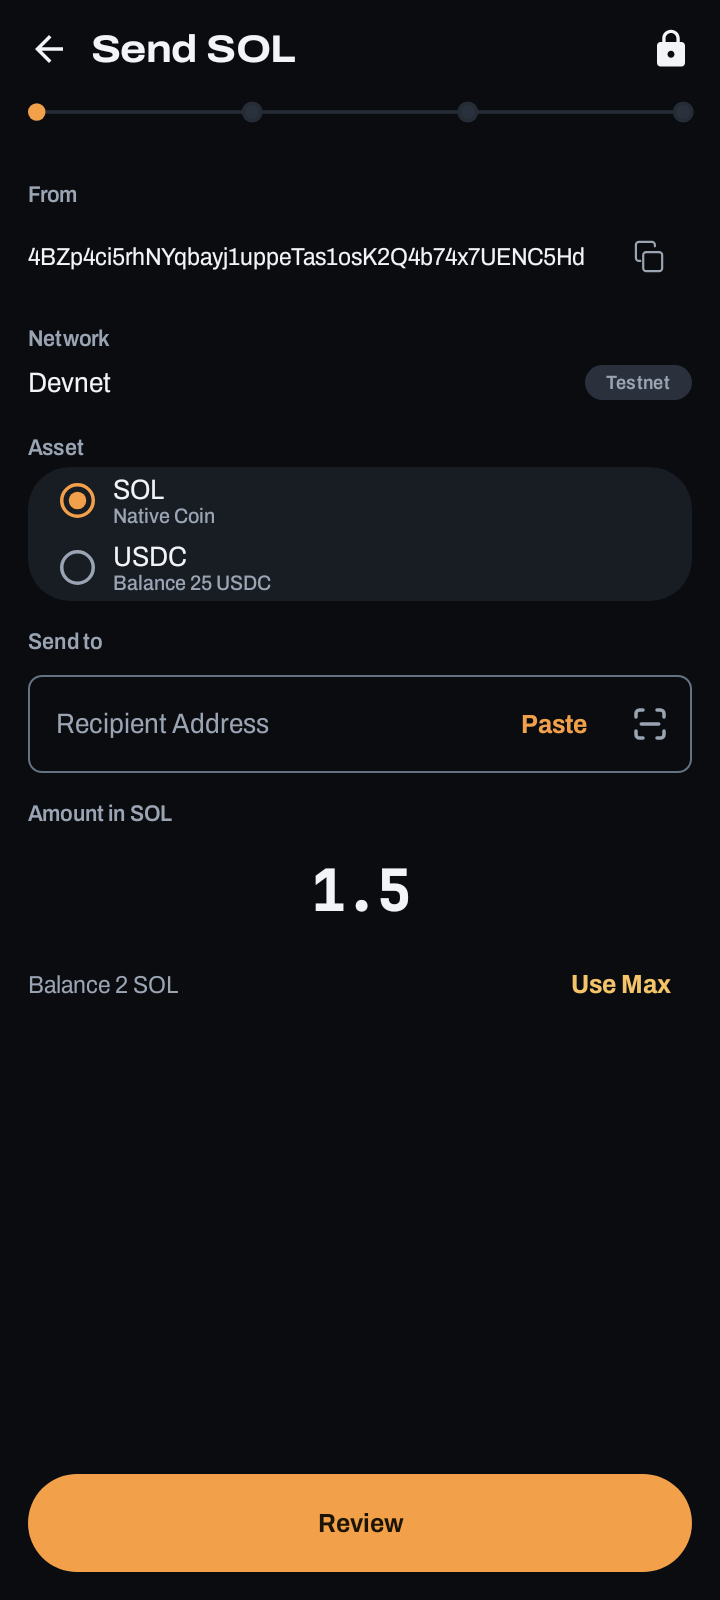 Send SOL
From
4BZp4ci5rhNYqbayj1uppeTas1osK2Q4b74x7UENC5Hd
Network
Devnet
Testnet
Asset
SOL
Native Coin
USDC
Balance 25 USDC
Send to
Recipient Address
Paste
Amount in SOL
1.5
Balance 2 SOL
Use Max
Review